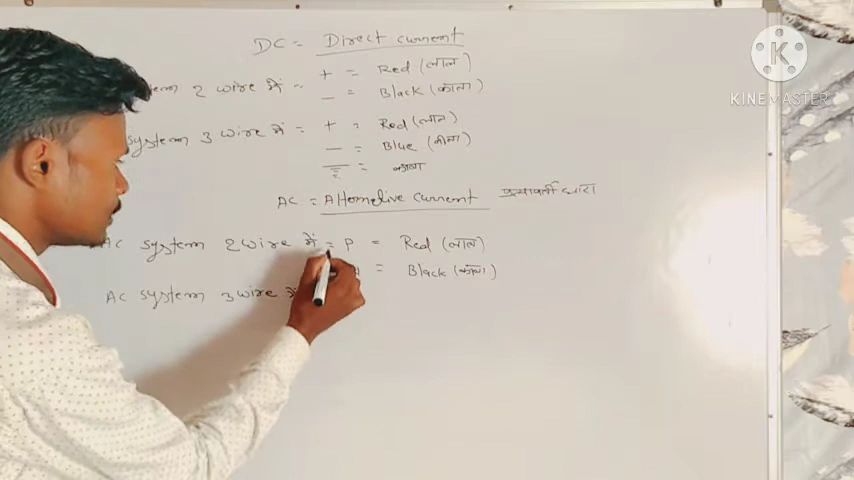 DC = Direct current
em 2 wire में = + = Red (लाल)
- = Black (काला)
system 3 wire में = + = Red (लाल)
- = Blue (नीला)
= काला
AC = Alternative current प्रत्यावर्ती धारा
AC system 2 wire में = P = Red (लाल)
= Black (काला)
AC system 3 wire में
KINEMASTER